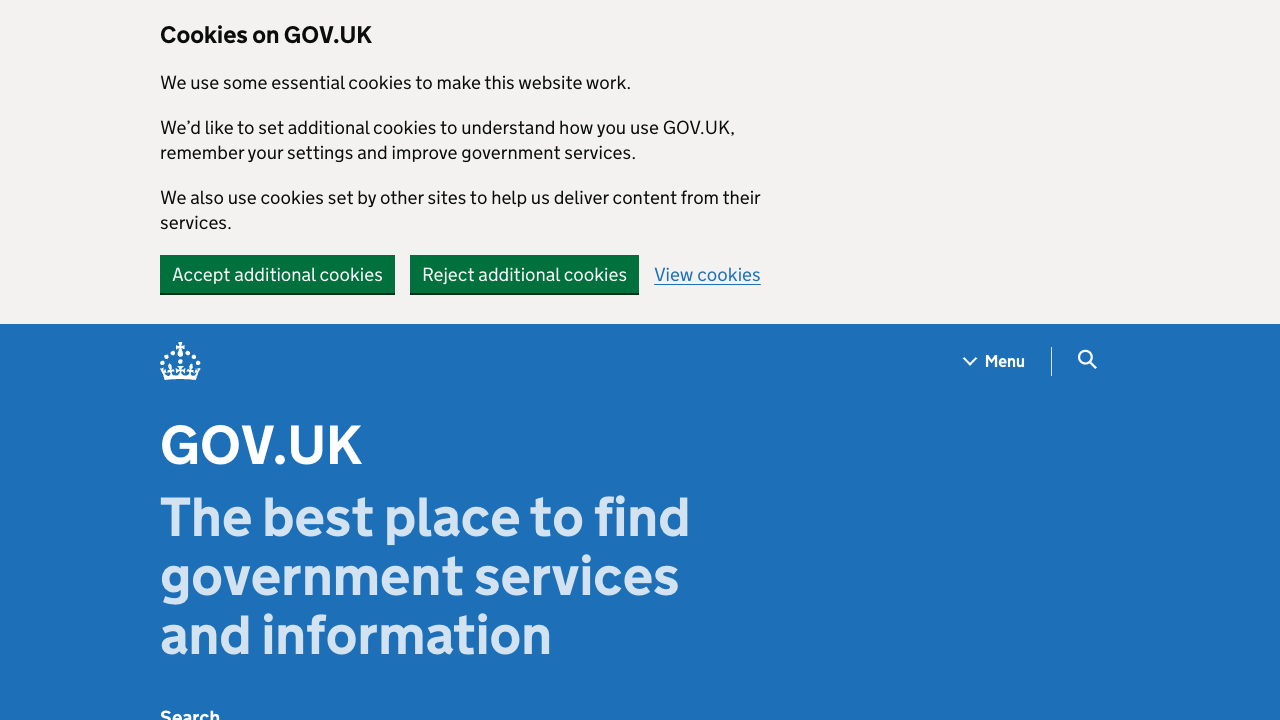 Cookies on GOV.UK
We use some essential cookies to make this website work.
We’d like to set additional cookies to understand how you use GOV.UK,
remember your settings and improve government services.
We also use cookies set by other sites to help us deliver content from their
services.
Accept additional cookies
Reject additional cookies
View cookies
Menu
GOV.UK
The best place to find
government services
and information
Search